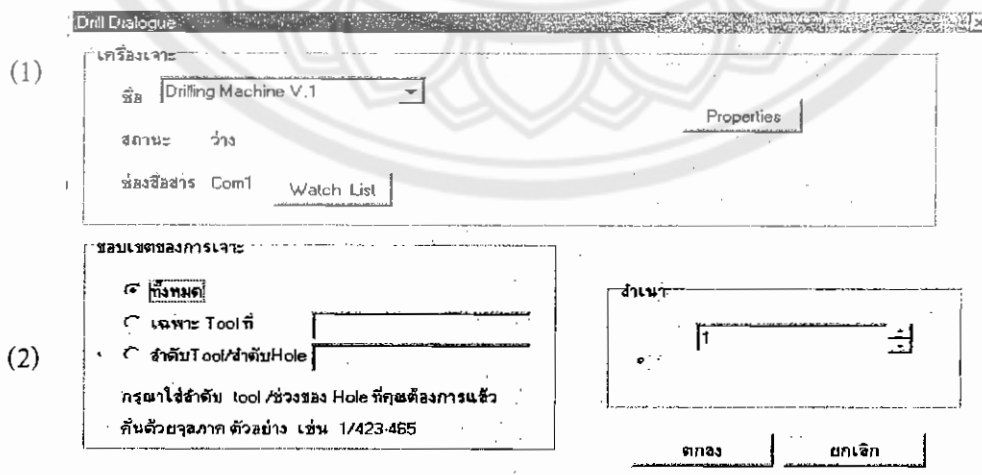 Drill Dialogue
(1)
เครื่องเจาะ
ชื่อ Drilling Machine V.1
Properties
สถานะ ว่าง
ช่องสื่อสาร Com1 Watch List
ขอบเขตของการเจาะ
ทั้งหมด
สำเนา
เฉพาะ Tool ที่
1
(2)
ลำดับTool/ลำดับHole
กรุณาใส่ลำดับ tool /ช่วงของ Hole ที่คุณต้องการแล้ว
คั่นด้วยจุลภาค ตัวอย่าง เช่น 1/423-465
ตกลง ยกเลิก